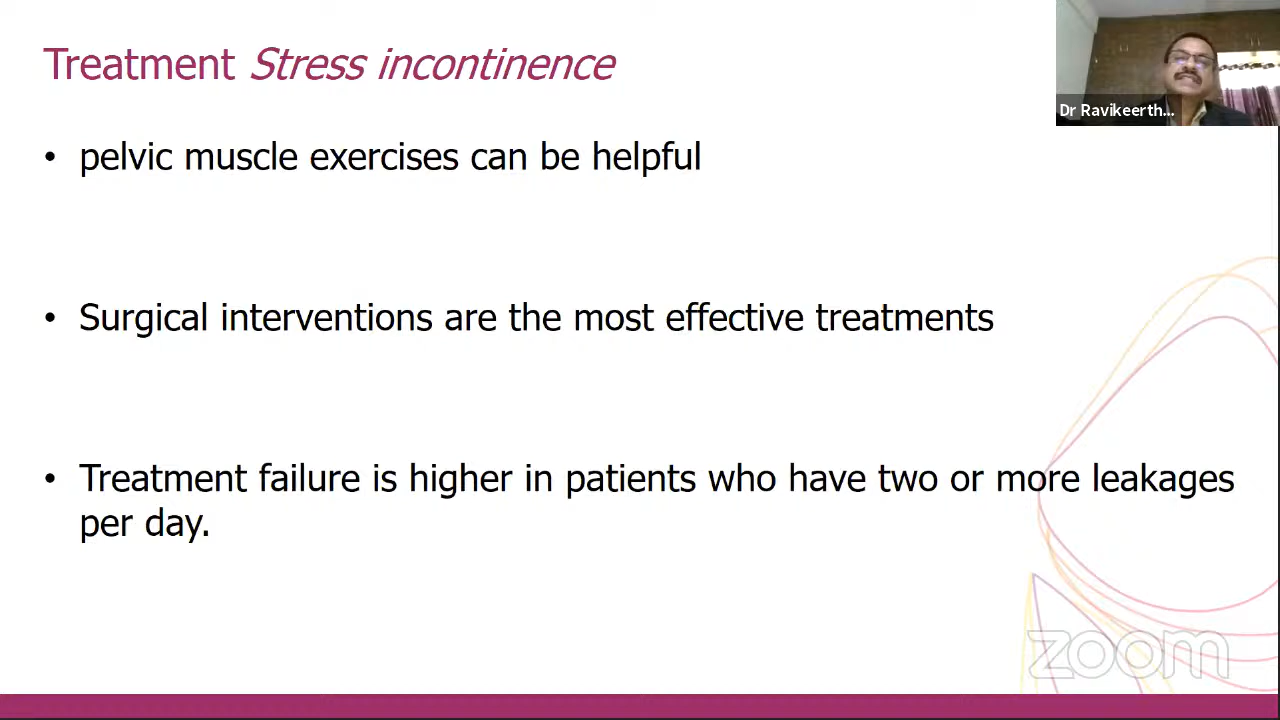 Treatment Stress incontinence
Dr Ravikeerth...
• pelvic muscle exercises can be helpful
• Surgical interventions are the most effective treatments
• Treatment failure is higher in patients who have two or more leakages
per day.
zoom